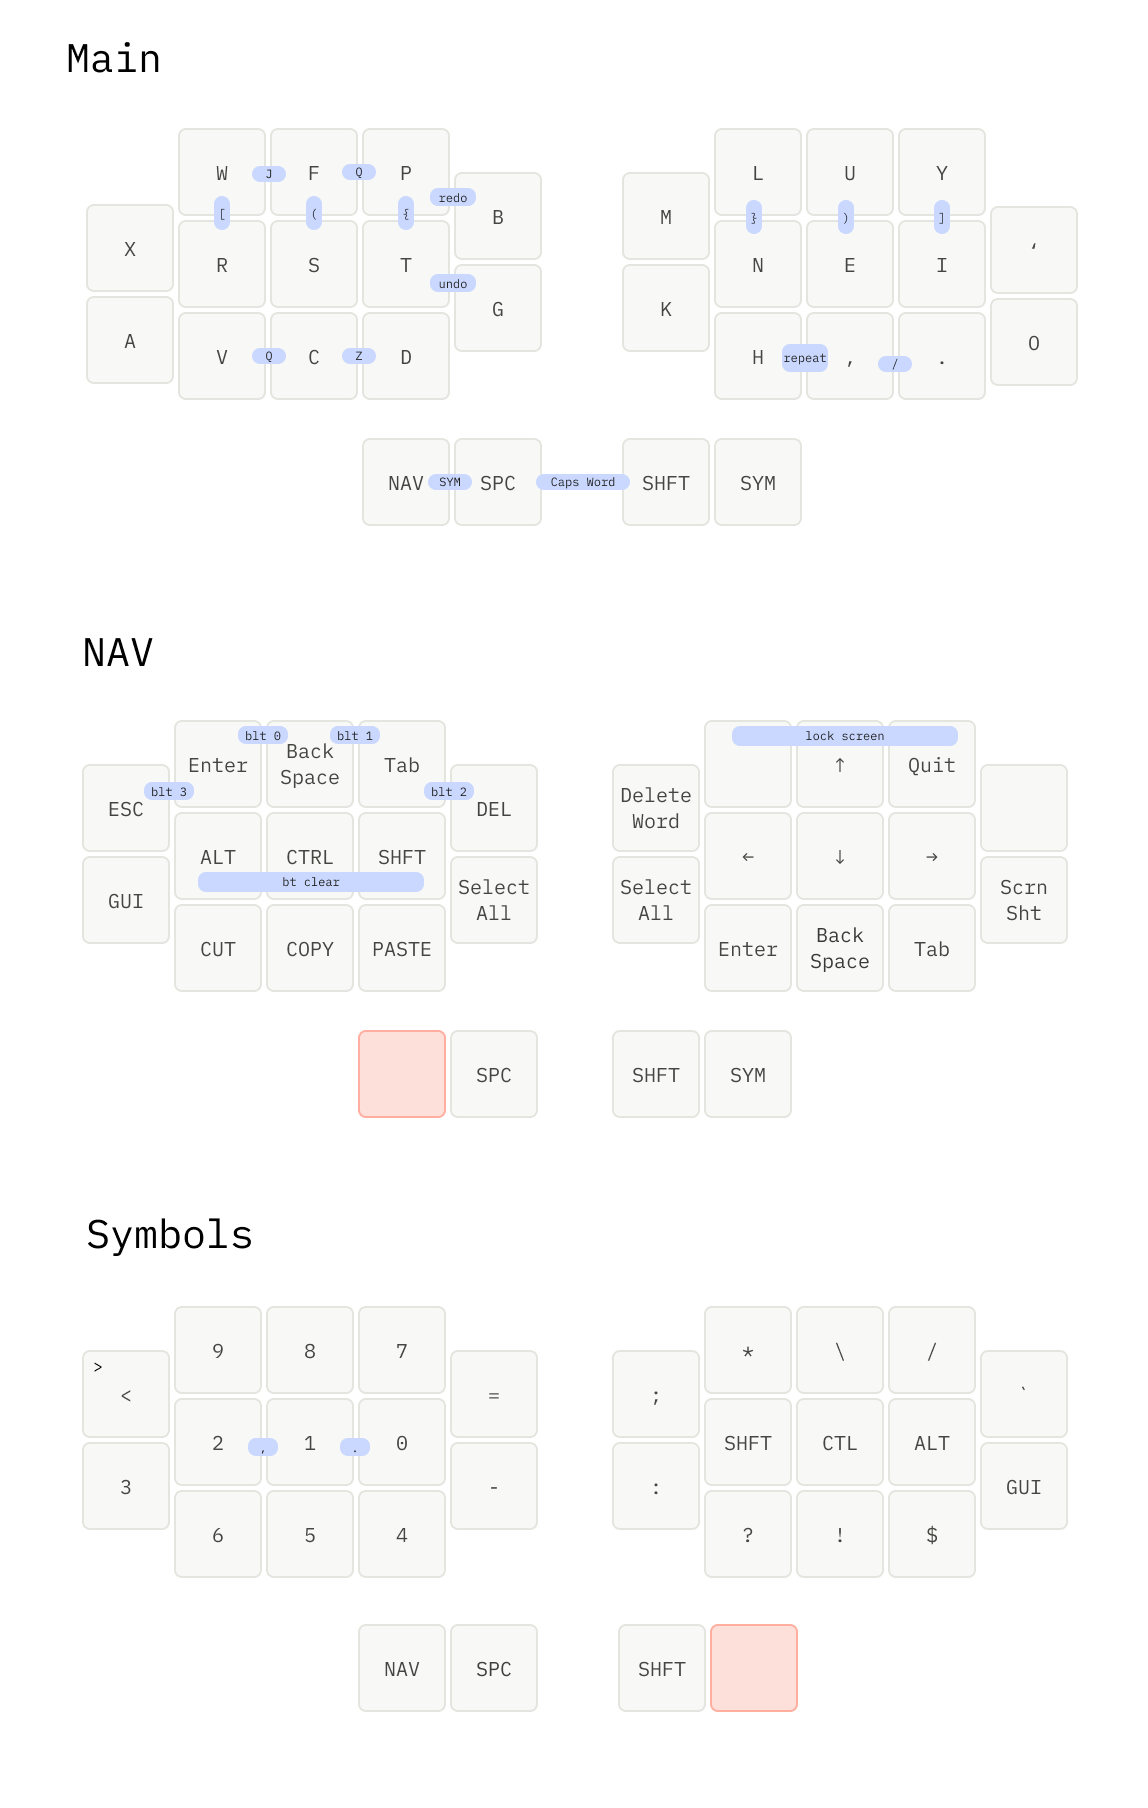 Main
W J F Q P
L U Y
redo
[ ( {
} ) ]
B
M
X
R S T
N E I
‘
undo
G
K
A
V Q C Z D
H repeat , / .
O
NAV SYM SPC Caps Word SHFT SYM
NAV
blt 0 blt 1
lock screen
Enter
Back
Space
Tab
↑
Quit
ESC
blt 3
blt 2
DEL
Delete
Word
ALT CTRL SHFT
← ↓ →
bt clear
GUI
Select
All
Select
All
Scrn
Sht
CUT COPY PASTE
Enter
Back
Space
Tab
SPC SHFT SYM
Symbols
9 8 7
* \ /
>
<
=
;
`
2 , 1 . 0
SHFT CTL ALT
3
-
:
GUI
6 5 4
? ! $
NAV SPC SHFT